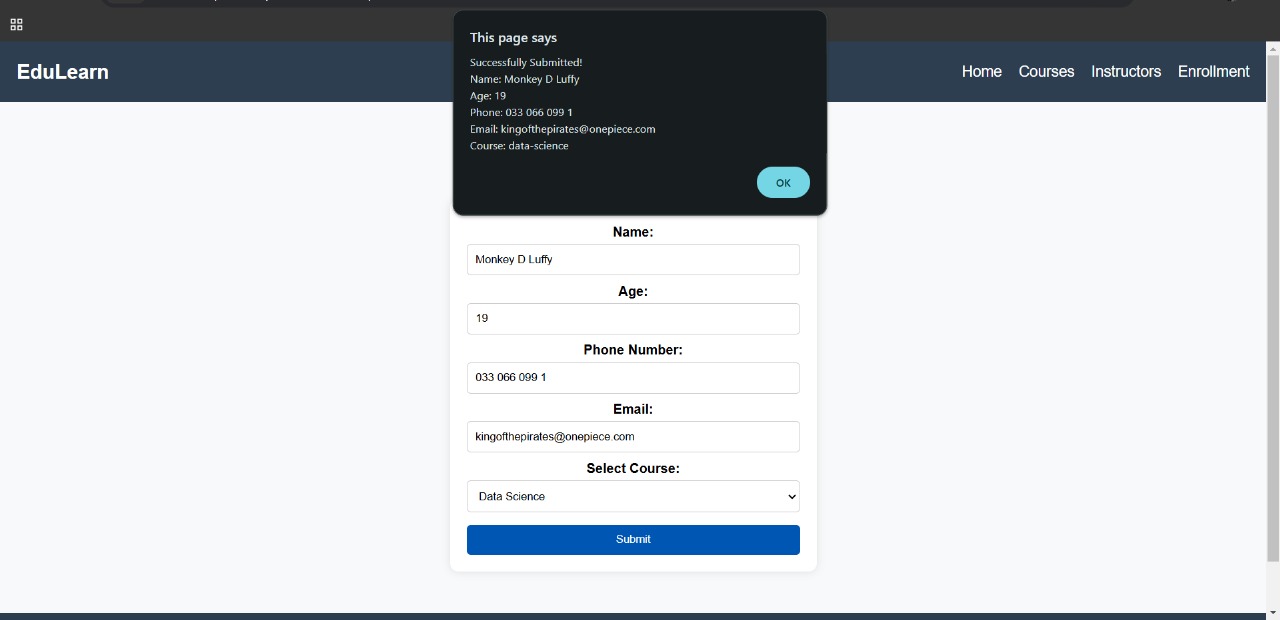 This page says
Successfully Submitted!
Name: Monkey D Luffy
Age: 19
Phone: 033 066 099 1
Email: kingofthepirates@onepiece.com
Course: data-science
OK
EduLearn
Home Courses Instructors Enrollment
Name:
Monkey D Luffy
Age:
19
Phone Number:
033 066 099 1
Email:
kingofthepirates@onepiece.com
Select Course:
Data Science
Submit